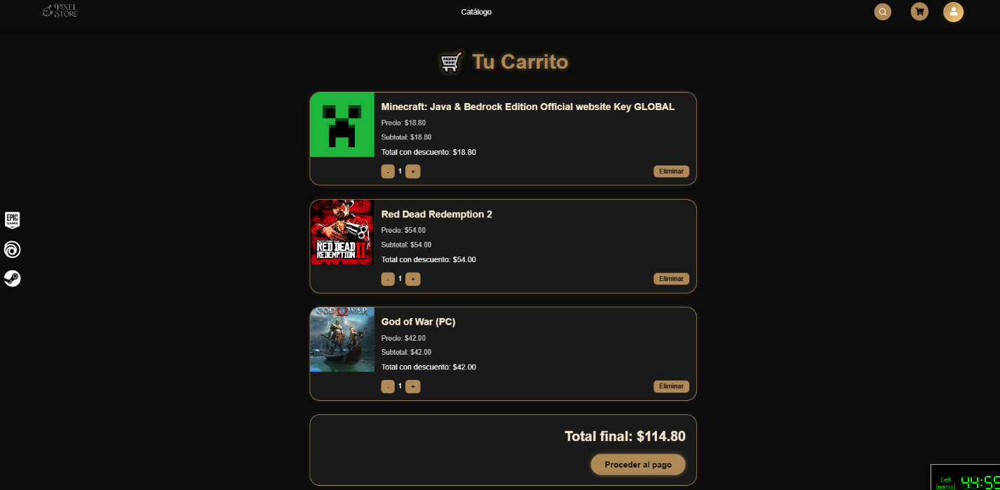 PIXEL
STORE
Catálogo
Tu Carrito
Minecraft: Java & Bedrock Edition Official website Key GLOBAL
Precio: $18.80
Subtotal: $18.80
Total con descuento: $18.80
- 1 +
Eliminar
EPIC
GAMES
RED DEAD
REDEMPTION II
Red Dead Redemption 2
Precio: $54.00
Subtotal: $54.00
Total con descuento: $54.00
- 1 +
Eliminar
GOD OF WAR
God of War (PC)
Precio: $42.00
Subtotal: $42.00
Total con descuento: $42.00
- 1 +
Eliminar
Total final: $114.80
Proceder al pago
Left
(mm:ss)
44:55